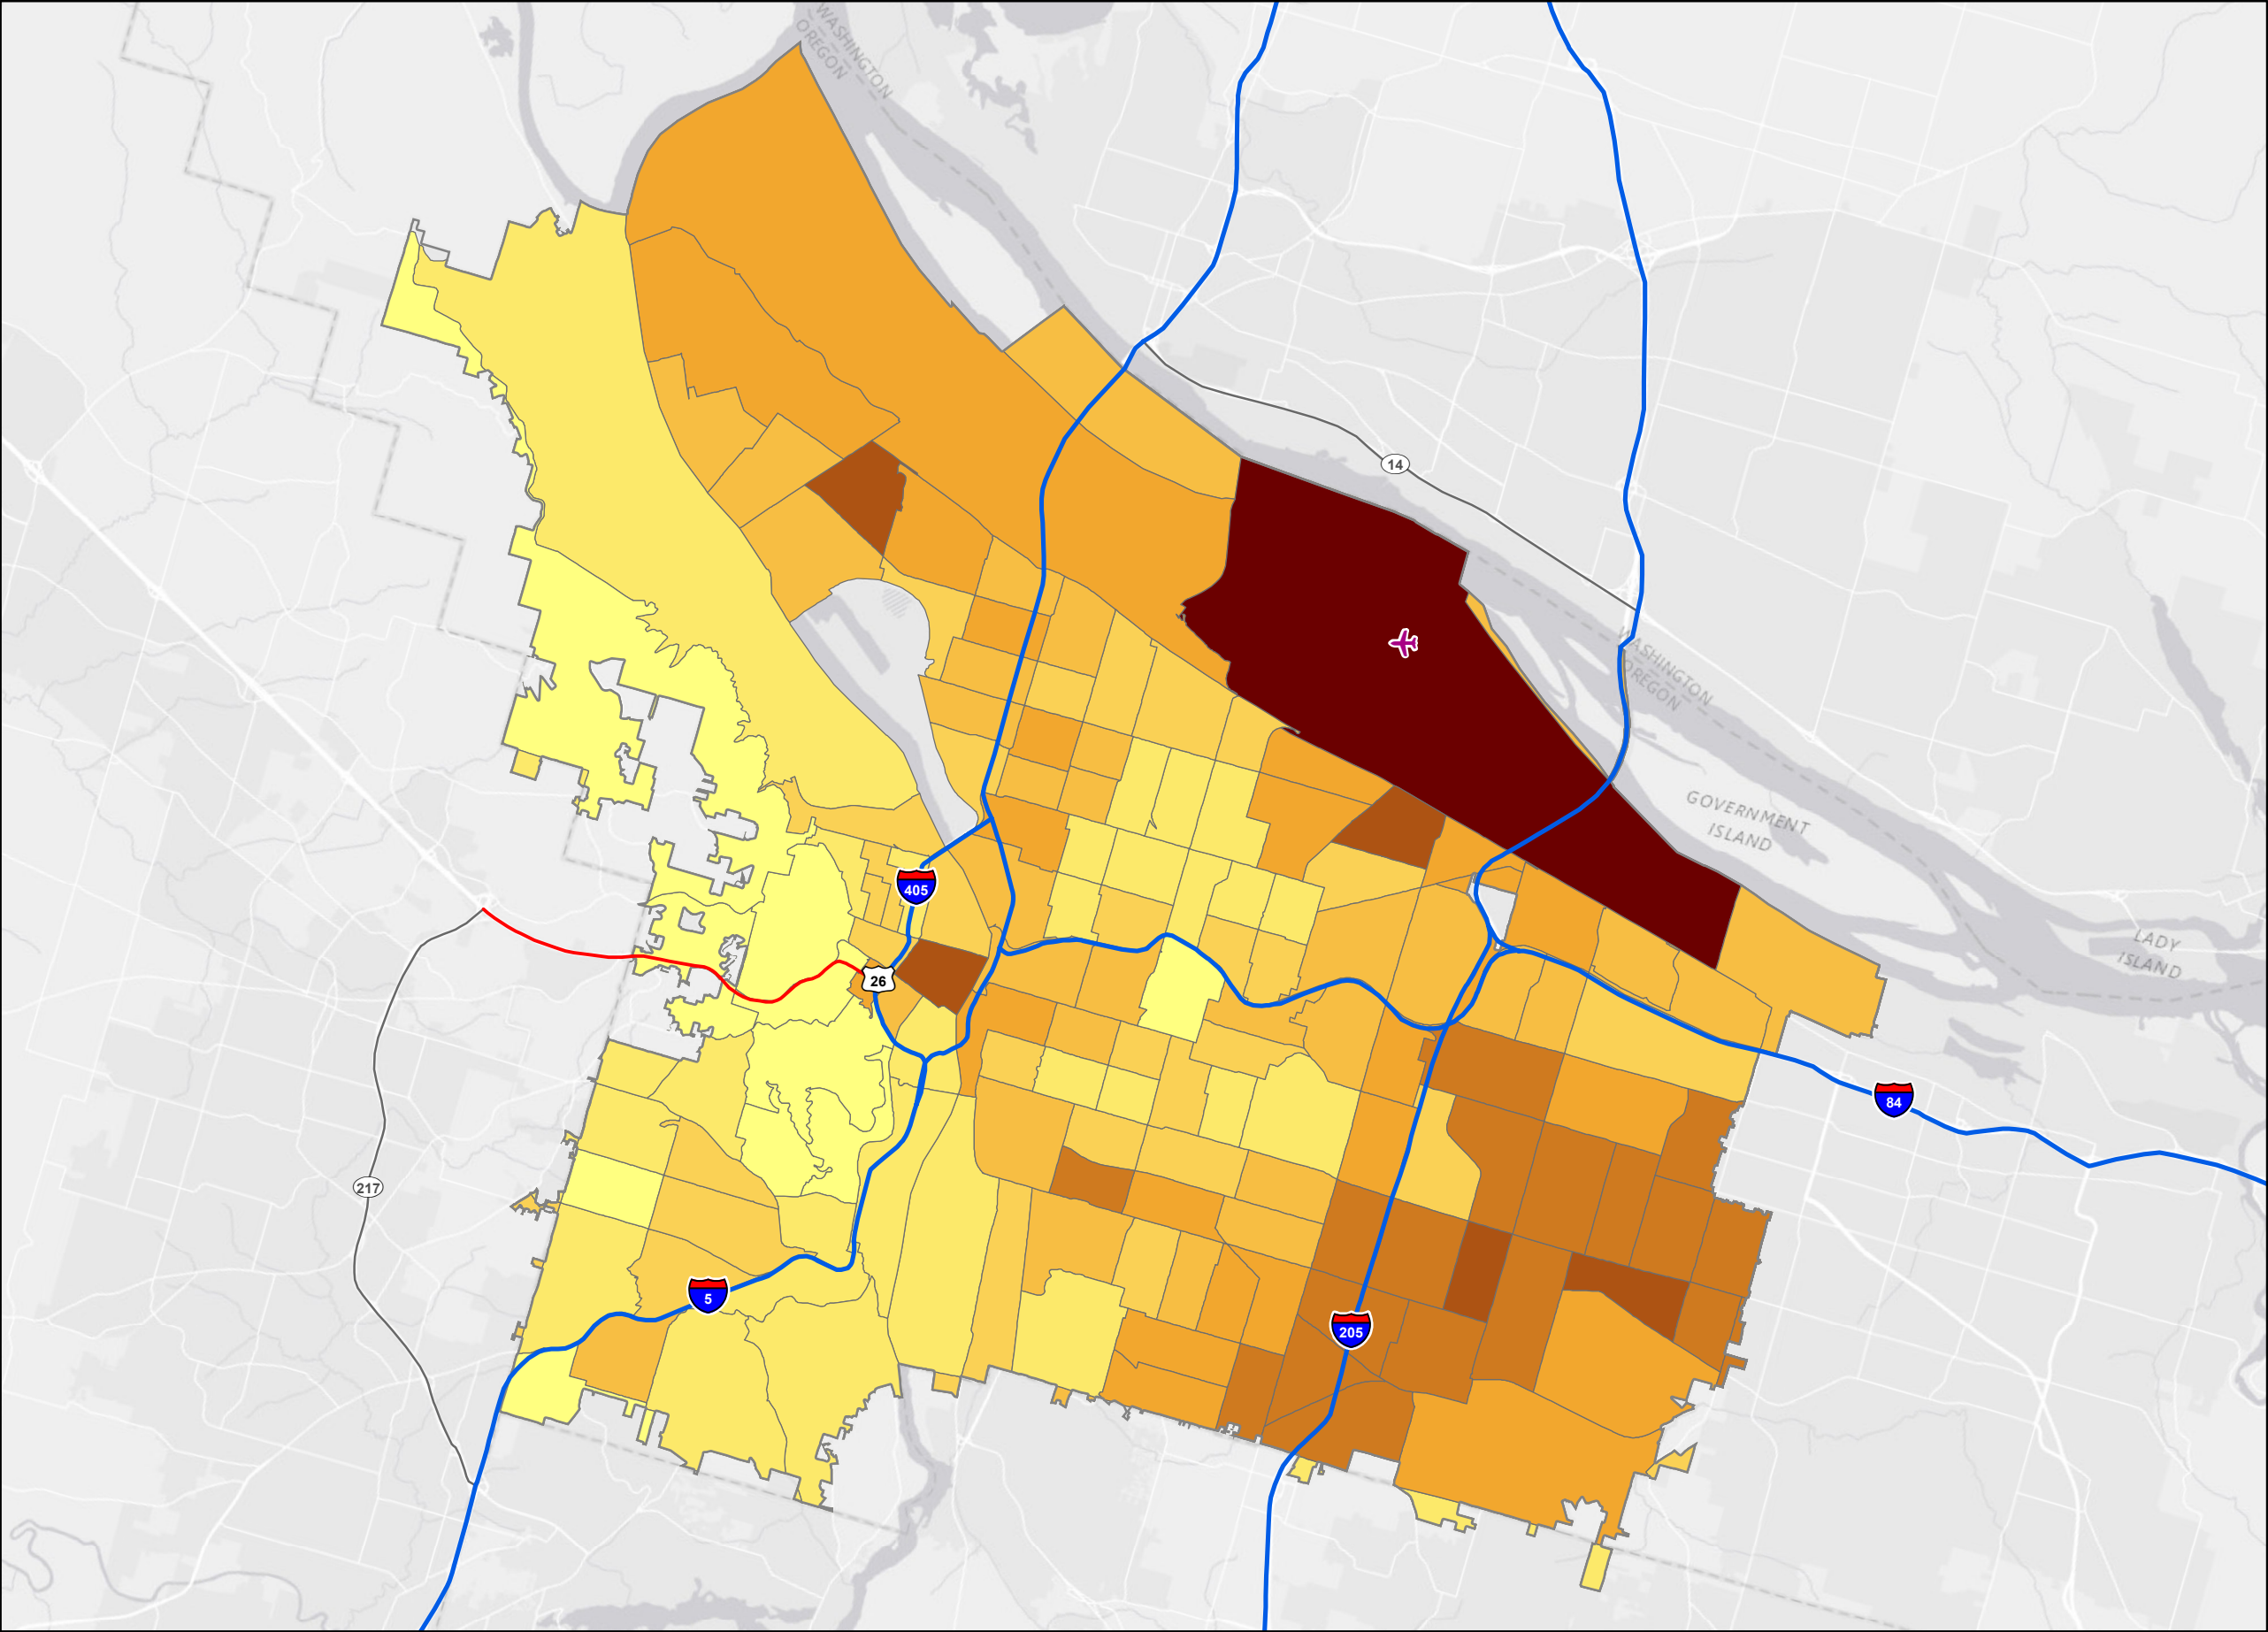 WASHINGTON
OREGON
14
WASHINGTON
OREGON
GOVERNMENT
ISLAND
405
LADY
ISLAND
26
84
217
5
205